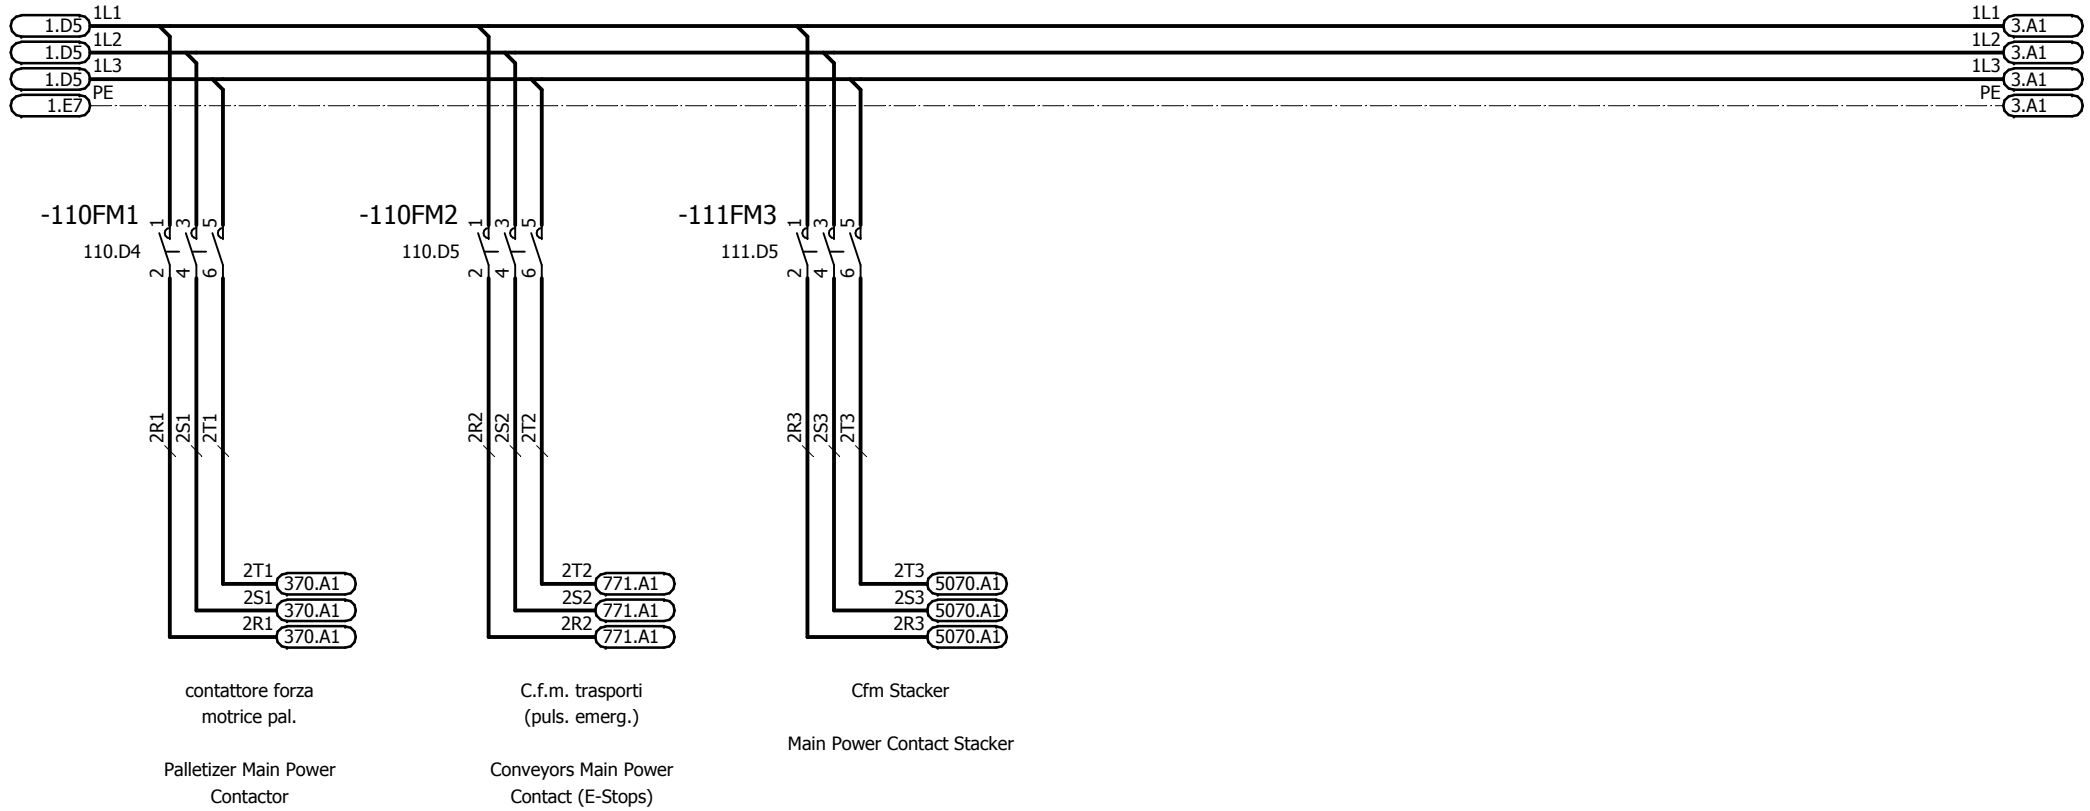 1L1
1.D5
1L2
1.D5
1L3
1.D5
PE
1.E7
1L1
3.A1
1L2
3.A1
1L3
3.A1
PE
3.A1
-110FM1
110.D4
1 3 5
2 4 6
2R1 2S1 2T1
2T1 370.A1
2S1 370.A1
2R1 370.A1
contattore forza
motrice pal.
Palletizer Main Power
Contactor
-110FM2
110.D5
1 3 5
2 4 6
2R2 2S2 2T2
2T2 771.A1
2S2 771.A1
2R2 771.A1
C.f.m. trasporti
(puls. emerg.)
Conveyors Main Power
Contact (E-Stops)
-111FM3
111.D5
1 3 5
2 4 6
2R3 2S3 2T3
2T3 5070.A1
2S3 5070.A1
2R3 5070.A1
Cfm Stacker
Main Power Contact Stacker